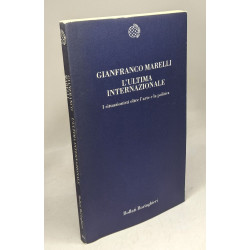 GIANFRANCO MARELLI
L'ULTIMA
INTERNAZIONALE
I situazionisti oltre l'arte e la politica
Bollati Boringhieri